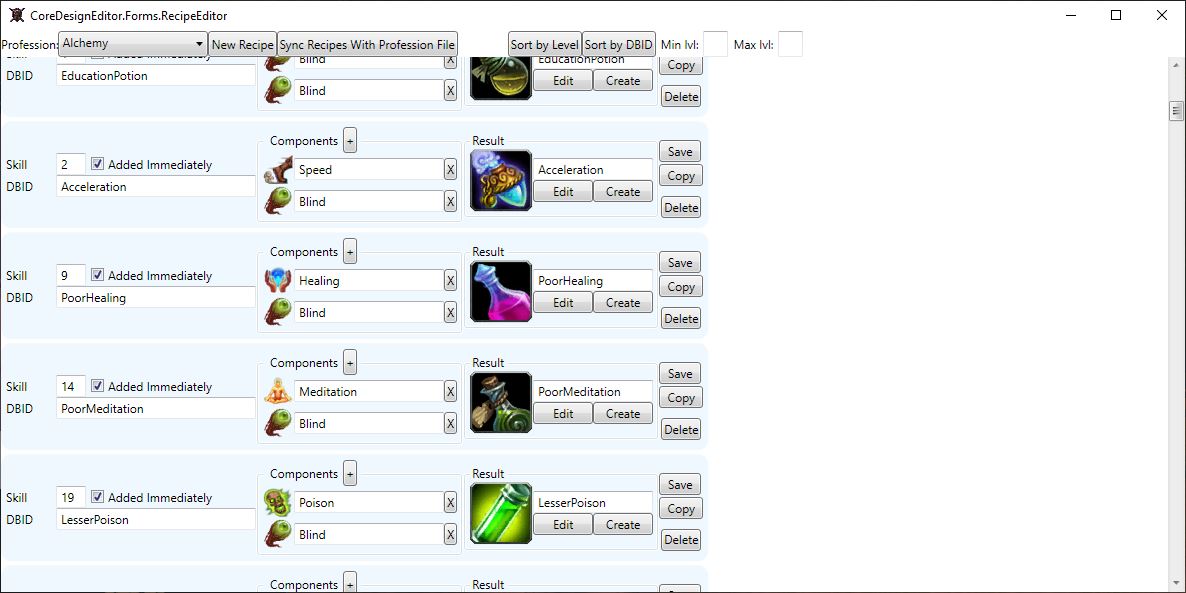 CoreDesignEditor.Forms.RecipeEditor
Profession: Alchemy New Recipe Sync Recipes With Profession File Sort by Level Sort by DBID Min lvl: Max lvl:
Skill Added Immediately Blind X EducationPotion Copy
DBID EducationPotion Blind X Edit Create Delete
Components + Result
Skill 2 Added Immediately Speed X Acceleration Save
DBID Acceleration Blind X Edit Create Copy
Delete
Components + Result
Skill 9 Added Immediately Healing X PoorHealing Save
DBID PoorHealing Blind X Edit Create Copy
Delete
Components + Result
Skill 14 Added Immediately Meditation X PoorMeditation Save
DBID PoorMeditation Blind X Edit Create Copy
Delete
Components + Result
Skill 19 Added Immediately Poison X LesserPoison Save
DBID LesserPoison Blind X Edit Create Copy
Delete
Components + Result